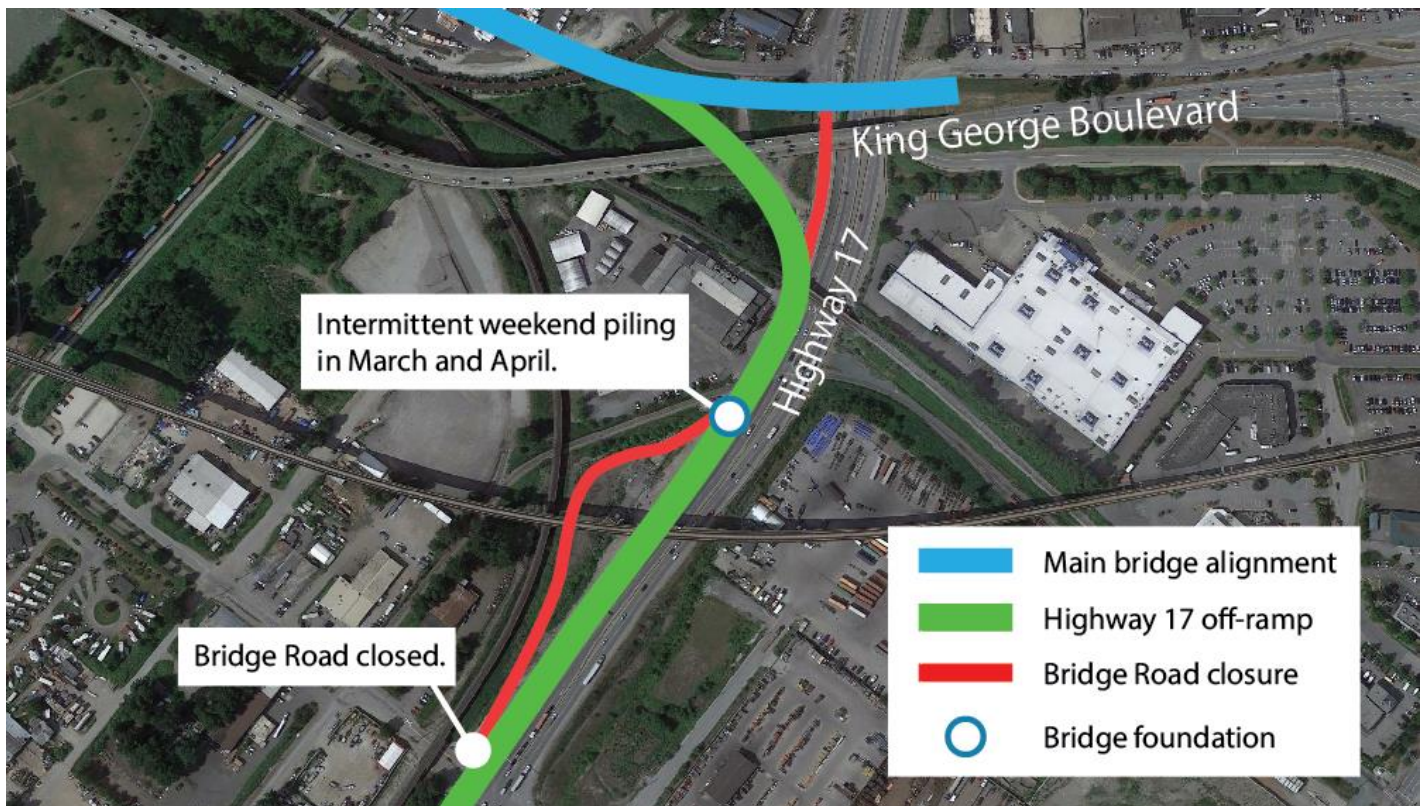 King George Boulevard
Highway 17
Intermittent weekend piling
in March and April.
Bridge Road closed.
Main bridge alignment
Highway 17 off-ramp
Bridge Road closure
Bridge foundation